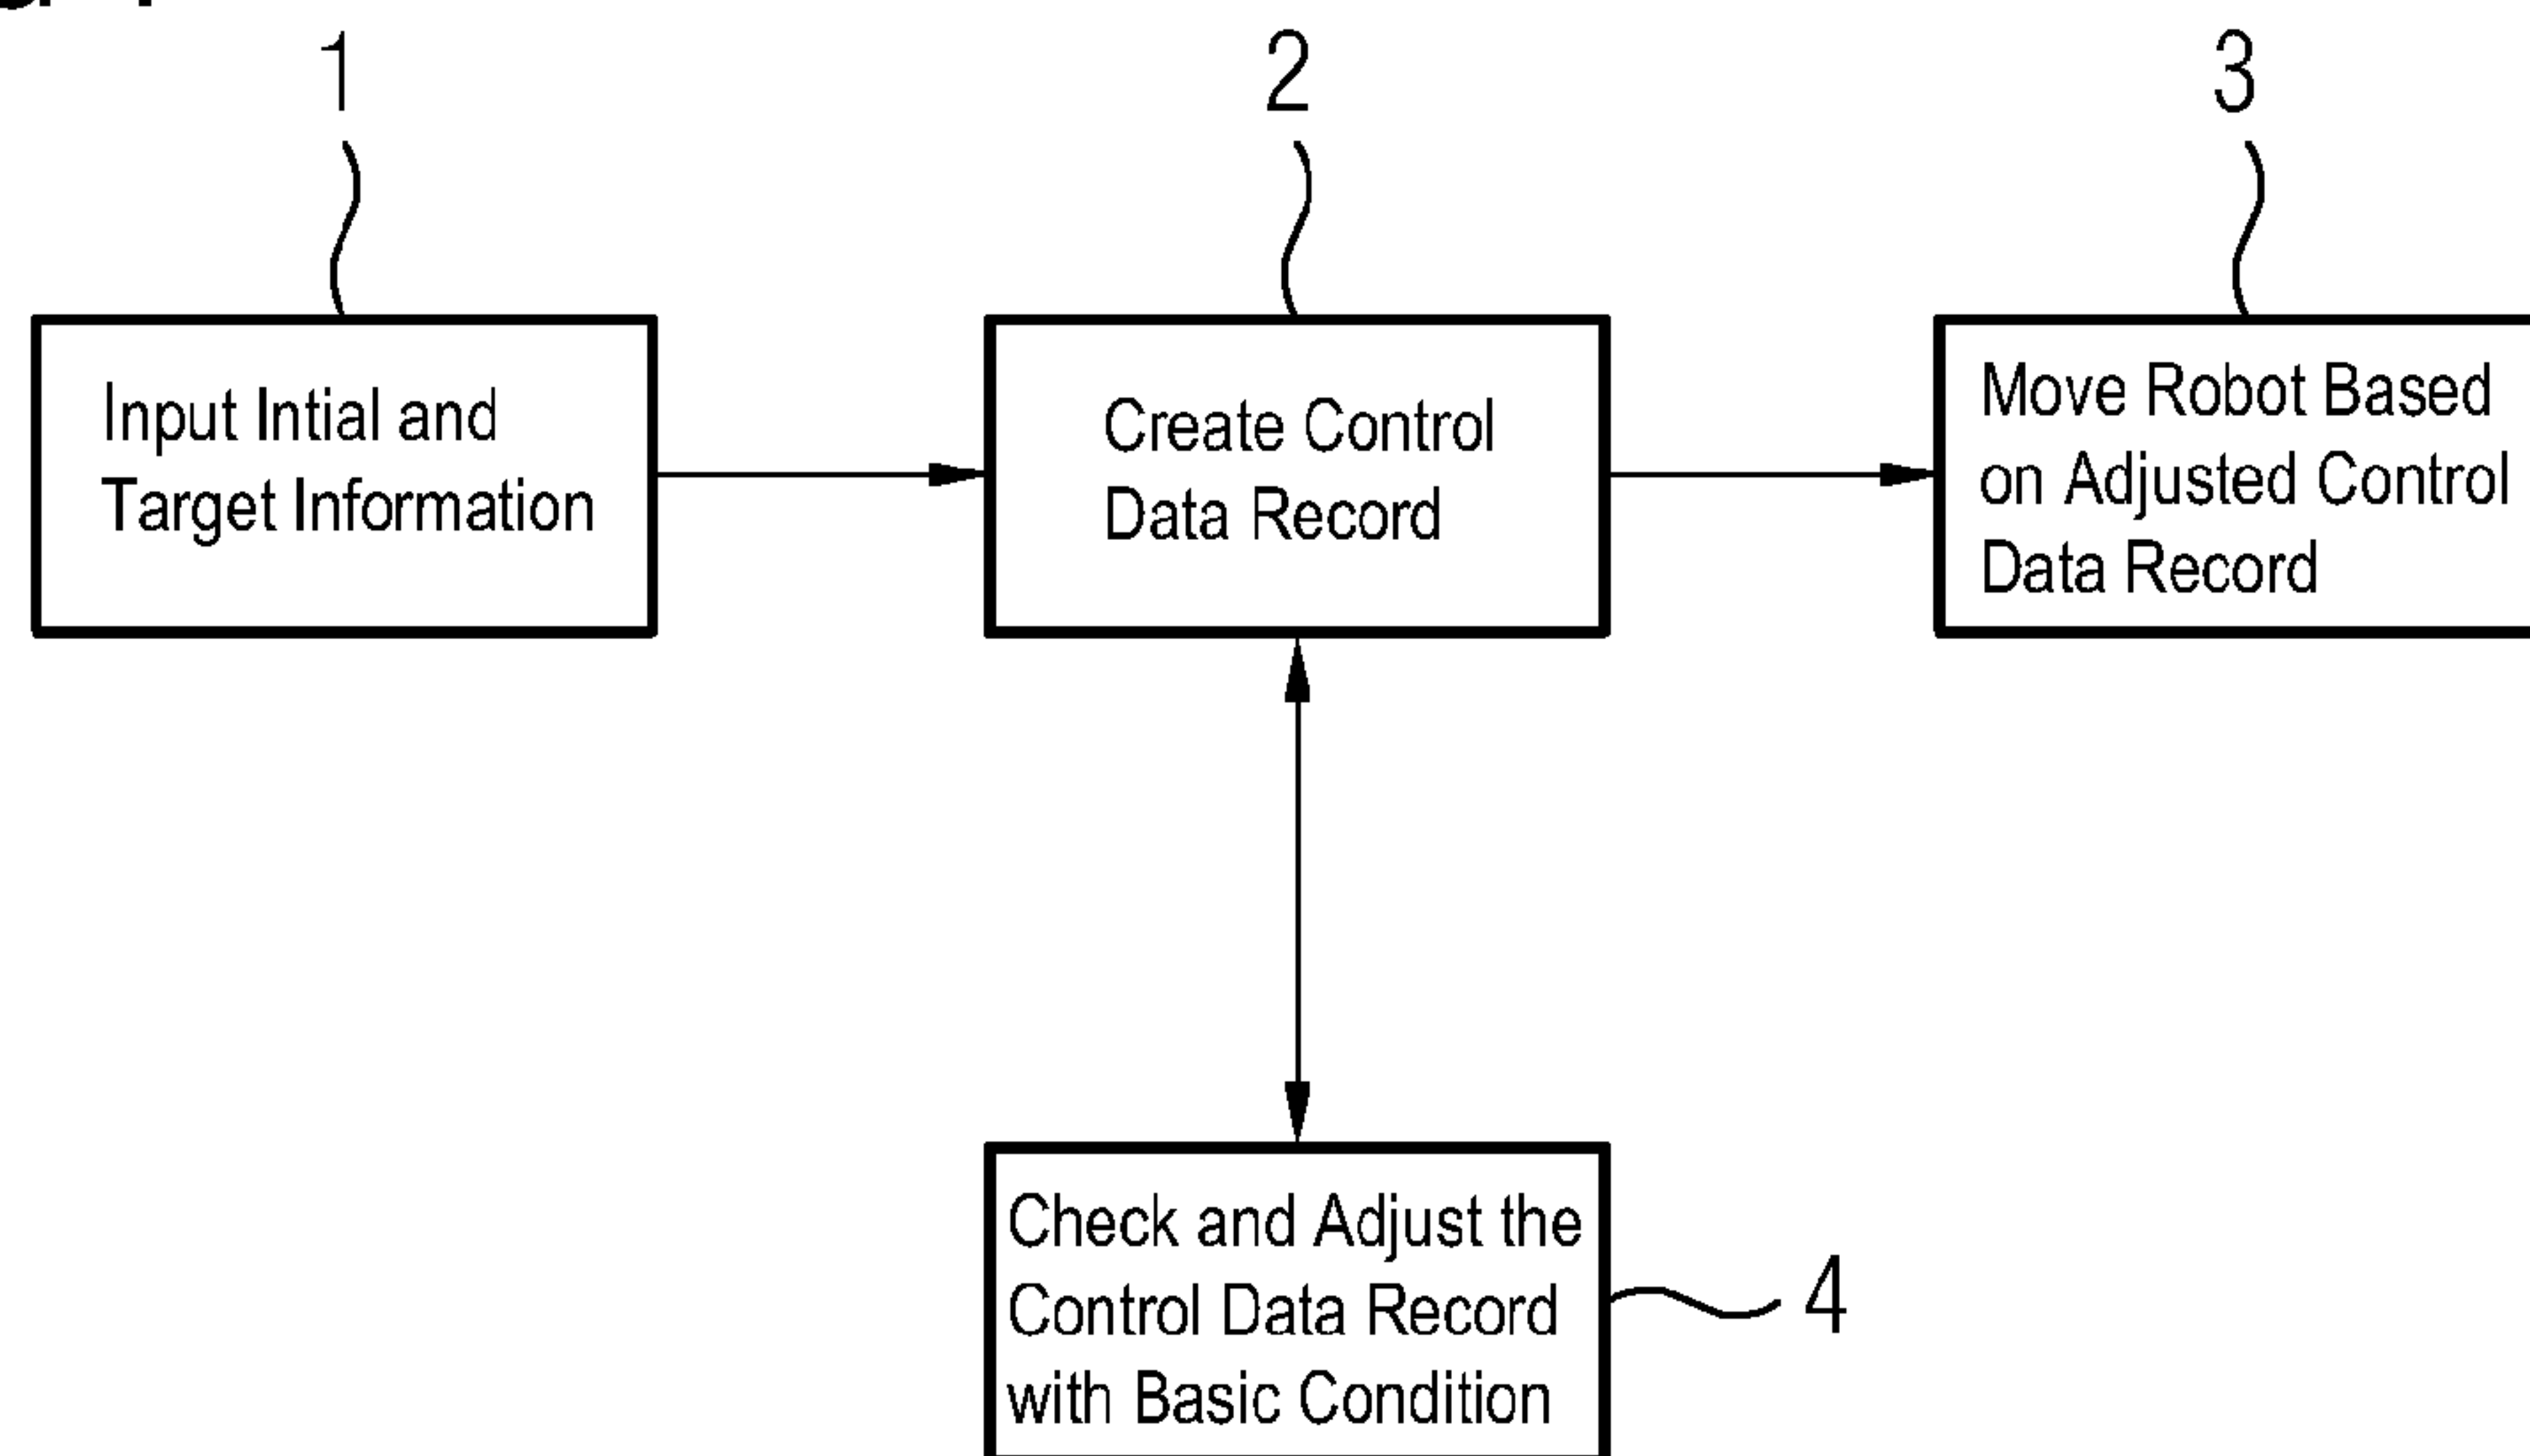 1
2
3
Input Intial and
Target Information
Create Control
Data Record
Move Robot Based
on Adjusted Control
Data Record
Check and Adjust the
Control Data Record
with Basic Condition
4